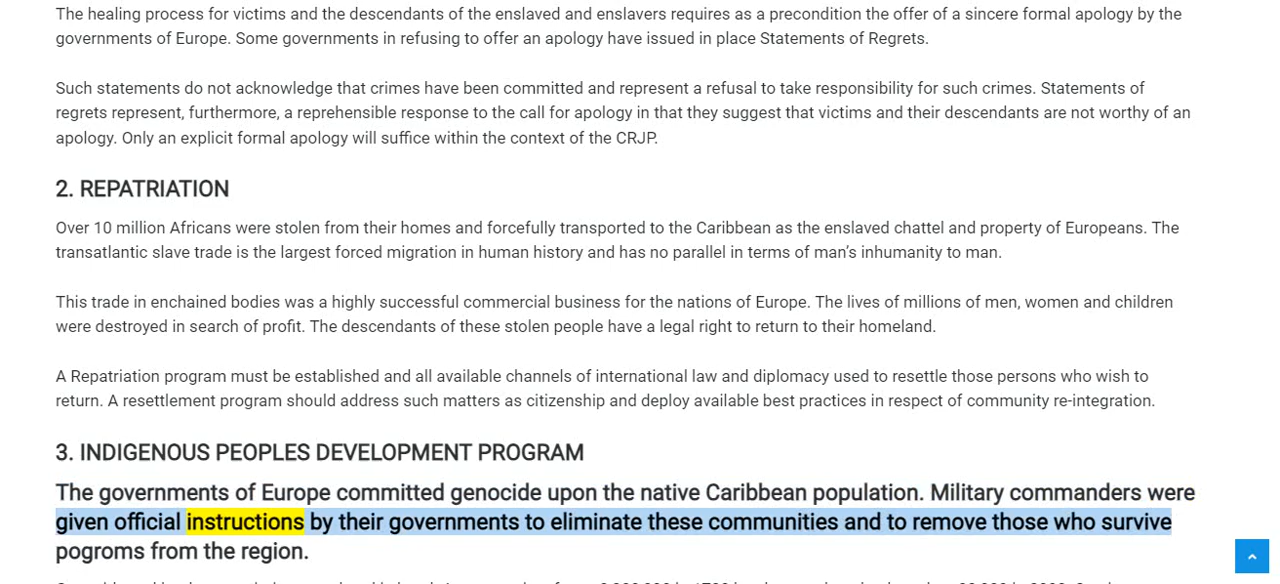 The healing process for victims and the descendants of the enslaved and enslavers requires as a precondition the offer of a sincere formal apology by the
governments of Europe. Some governments in refusing to offer an apology have issued in place Statements of Regrets.
Such statements do not acknowledge that crimes have been committed and represent a refusal to take responsibility for such crimes. Statements of
regrets represent, furthermore, a reprehensible response to the call for apology in that they suggest that victims and their descendants are not worthy of an
apology. Only an explicit formal apology will suffice within the context of the CRJP.
2. REPATRIATION
Over 10 million Africans were stolen from their homes and forcefully transported to the Caribbean as the enslaved chattel and property of Europeans. The
transatlantic slave trade is the largest forced migration in human history and has no parallel in terms of man’s inhumanity to man.
This trade in enchained bodies was a highly successful commercial business for the nations of Europe. The lives of millions of men, women and children
were destroyed in search of profit. The descendants of these stolen people have a legal right to return to their homeland.
A Repatriation program must be established and all available channels of international law and diplomacy used to resettle those persons who wish to
return. A resettlement program should address such matters as citizenship and deploy available best practices in respect of community re-integration.
3. INDIGENOUS PEOPLES DEVELOPMENT PROGRAM
The governments of Europe committed genocide upon the native Caribbean population. Military commanders were
given official instructions by their governments to eliminate these communities and to remove those who survive
pogroms from the region.